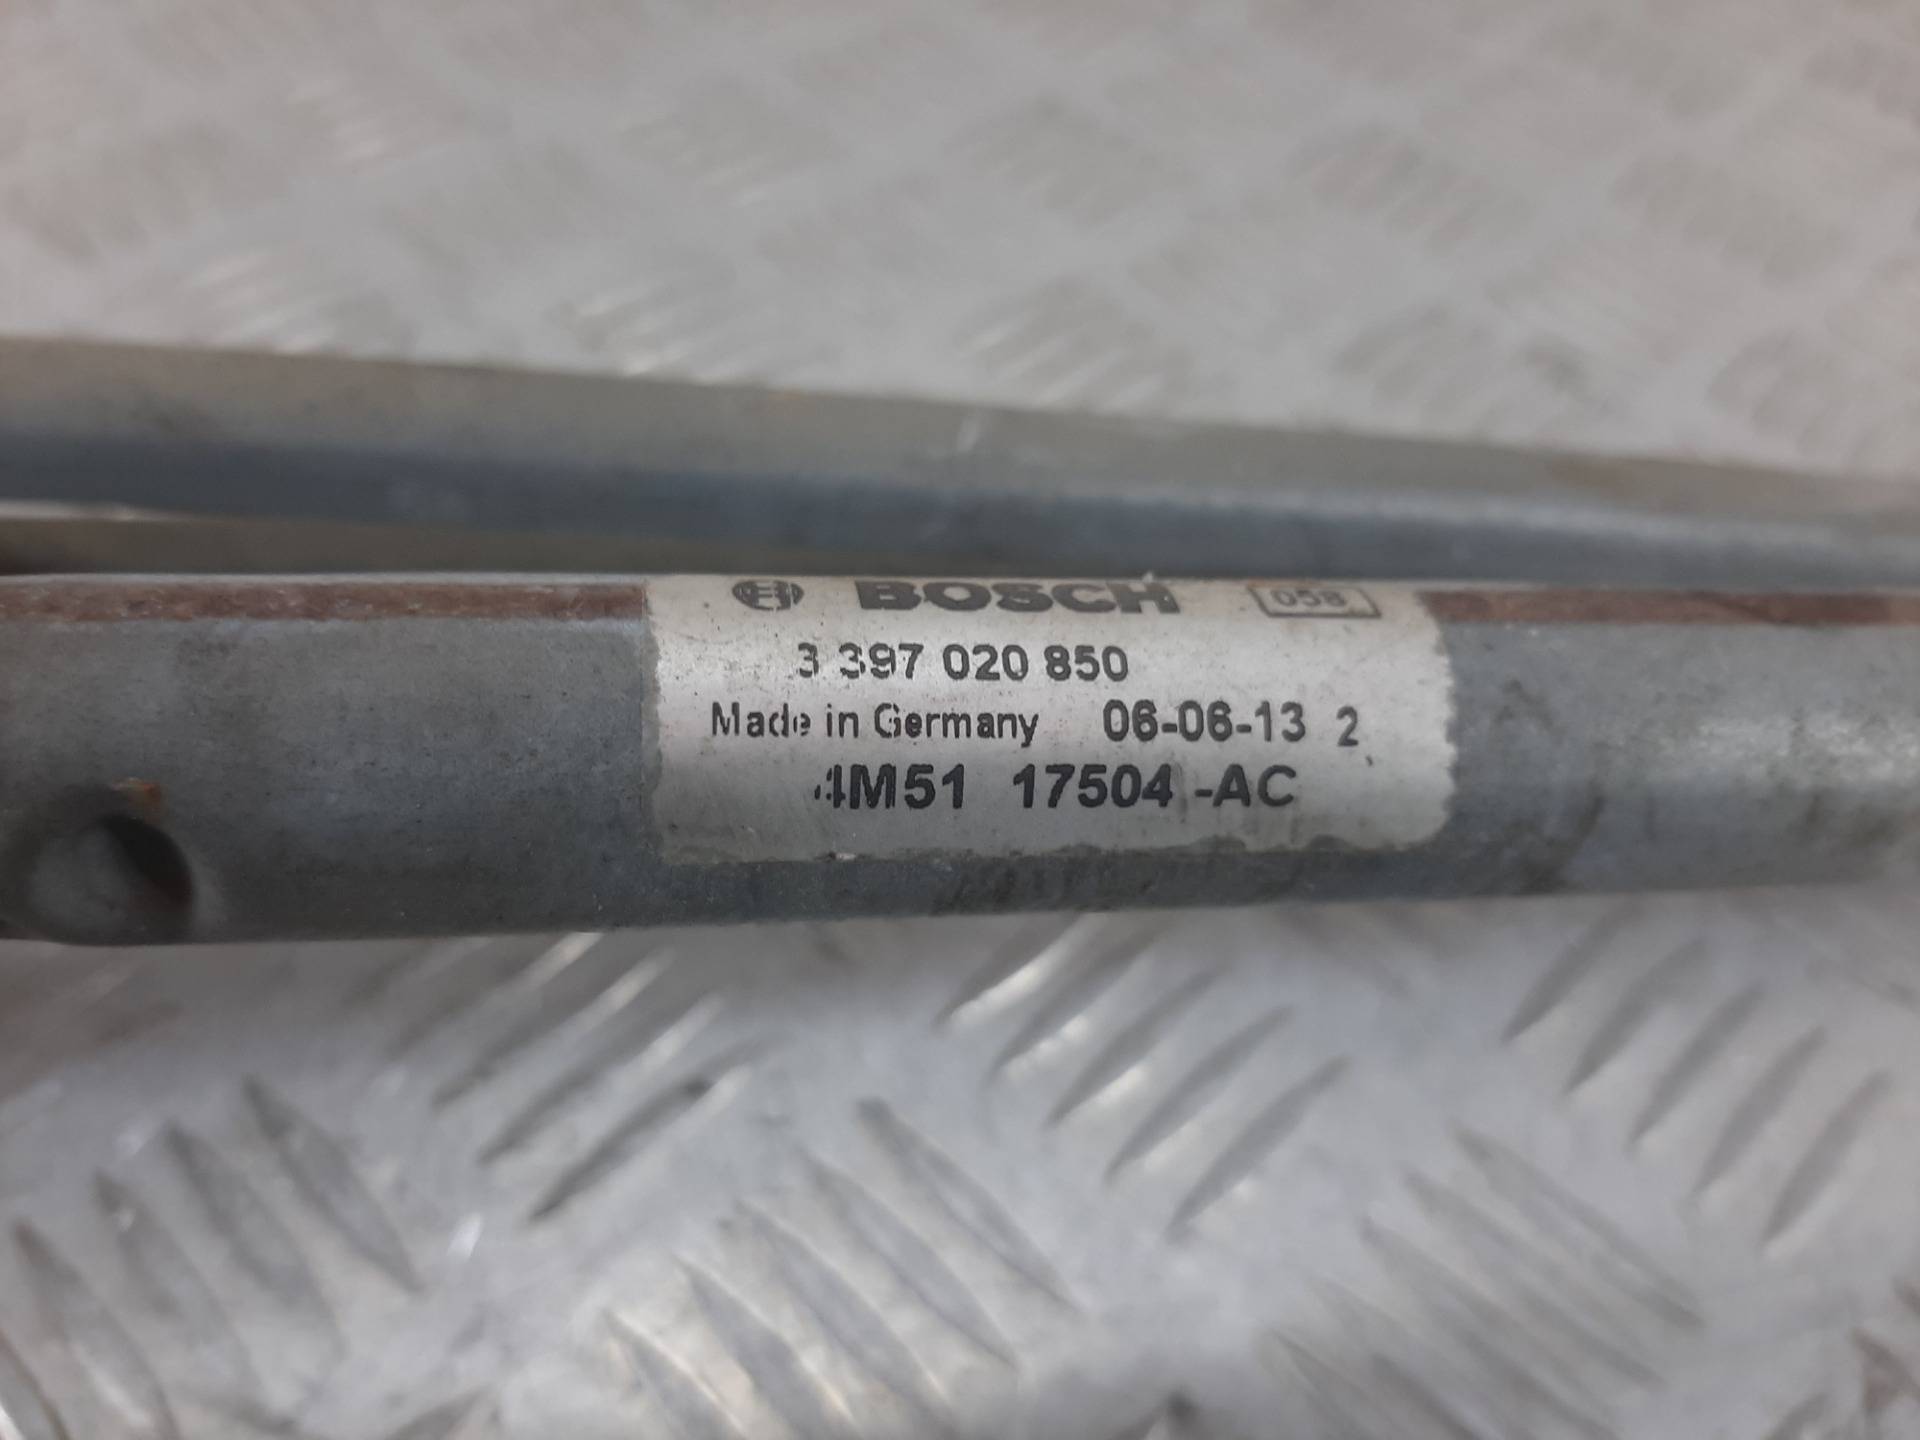 BOSCH 058
3 397 020 850
Made in Germany 06-06-13 2
4M51 17504-AC